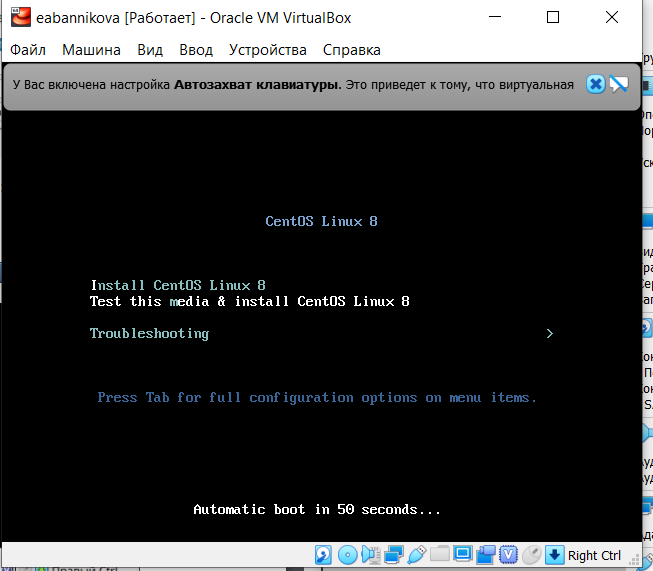 eabannikova [Работает] - Oracle VM VirtualBox
Файл Машина Вид Ввод Устройства Справка
У Вас включена настройка Автозахват клавиатуры. Это приведет к тому, что виртуальная
CentOS Linux 8
Install CentOS Linux 8
Test this media & install CentOS Linux 8
Troubleshooting >
Press Tab for full configuration options on menu items.
Automatic boot in 50 seconds...
Right Ctrl